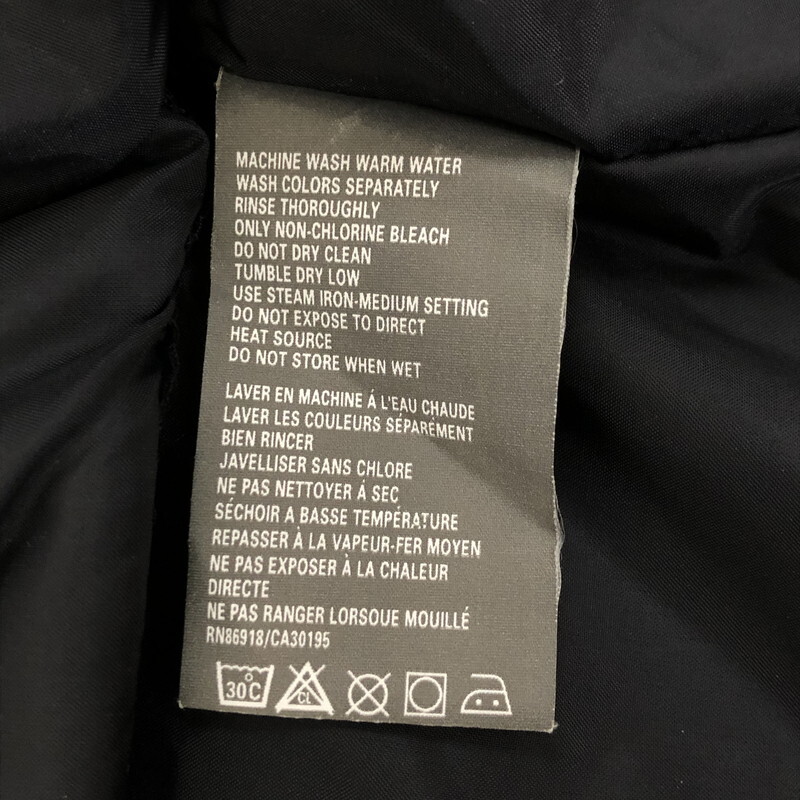 MACHINE WASH WARM WATER
WASH COLORS SEPARATELY
RINSE THOROUGHLY
ONLY NON-CHLORINE BLEACH
DO NOT DRY CLEAN
TUMBLE DRY LOW
USE STEAM IRON-MEDIUM SETTING
DO NOT EXPOSE TO DIRECT
HEAT SOURCE
DO NOT STORE WHEN WET
LAVER EN MACHINE Á L'EAU CHAUDE
LAVER LES COULEURS SÉPARÉMENT
BIEN RINCER
JAVELLISER SANS CHLORE
NE PAS NETTOYER À SEC
SÉCHOIR A BASSE TEMPÉRATURE
REPASSER À LA VAPEUR-FER MOYEN
NE PAS EXPOSER À LA CHALEUR
DIRECTE
NE PAS RANGER LORSOUE MOUILLÉ
RN86918/CA30195
30°C CL